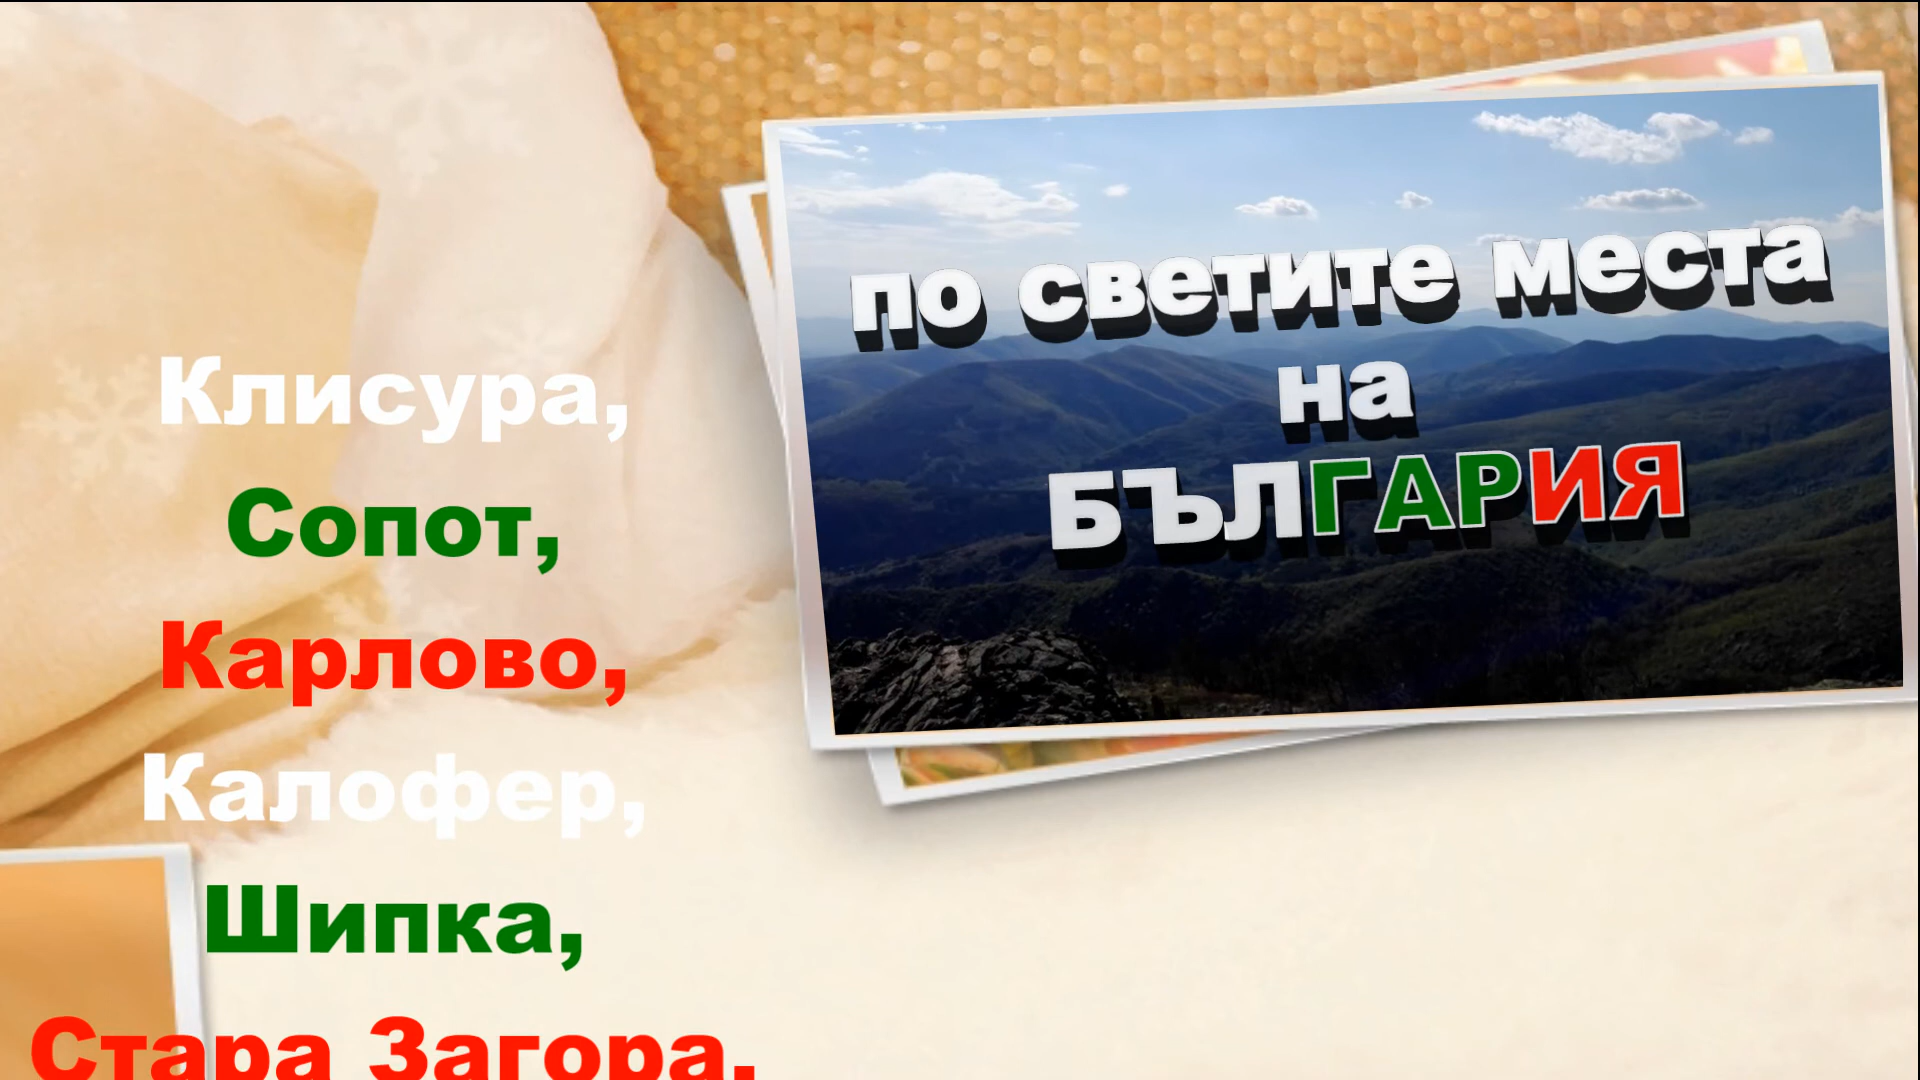 Клисура,
Сопот,
Карлово,
Калофер,
Шипка,
Стара Загора,
по светите места
на
БЪЛГАРИЯ